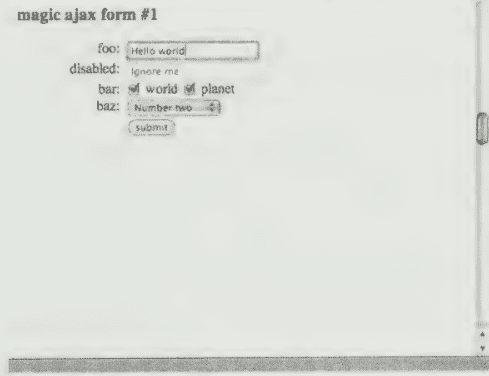 magic ajax form #1
foo: Hello world
disabled: Ignore me
bar: world planet
baz: Number two
submit